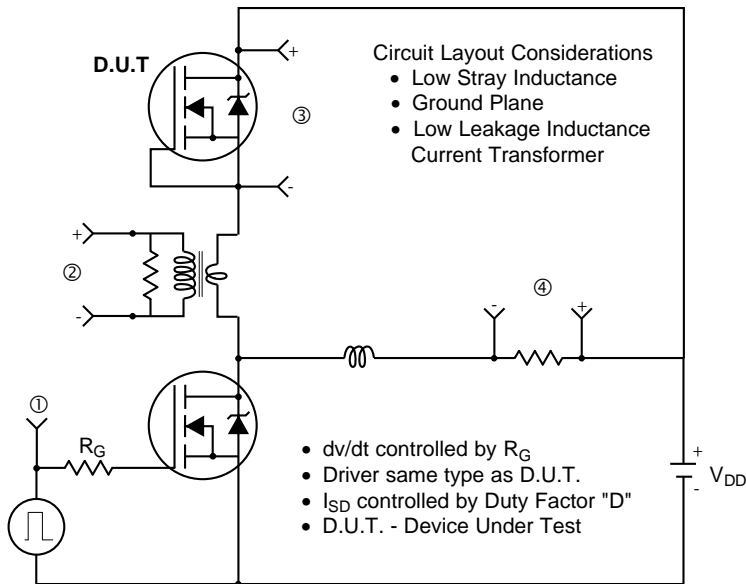 D.U.T
+
-
③
Circuit Layout Considerations
• Low Stray Inductance
• Ground Plane
• Low Leakage Inductance
Current Transformer
+
②
-
-
④
+
①
R_G
• dv/dt controlled by R_G
• Driver same type as D.U.T.
• I_SD controlled by Duty Factor "D"
• D.U.T. - Device Under Test
+
V_DD
-